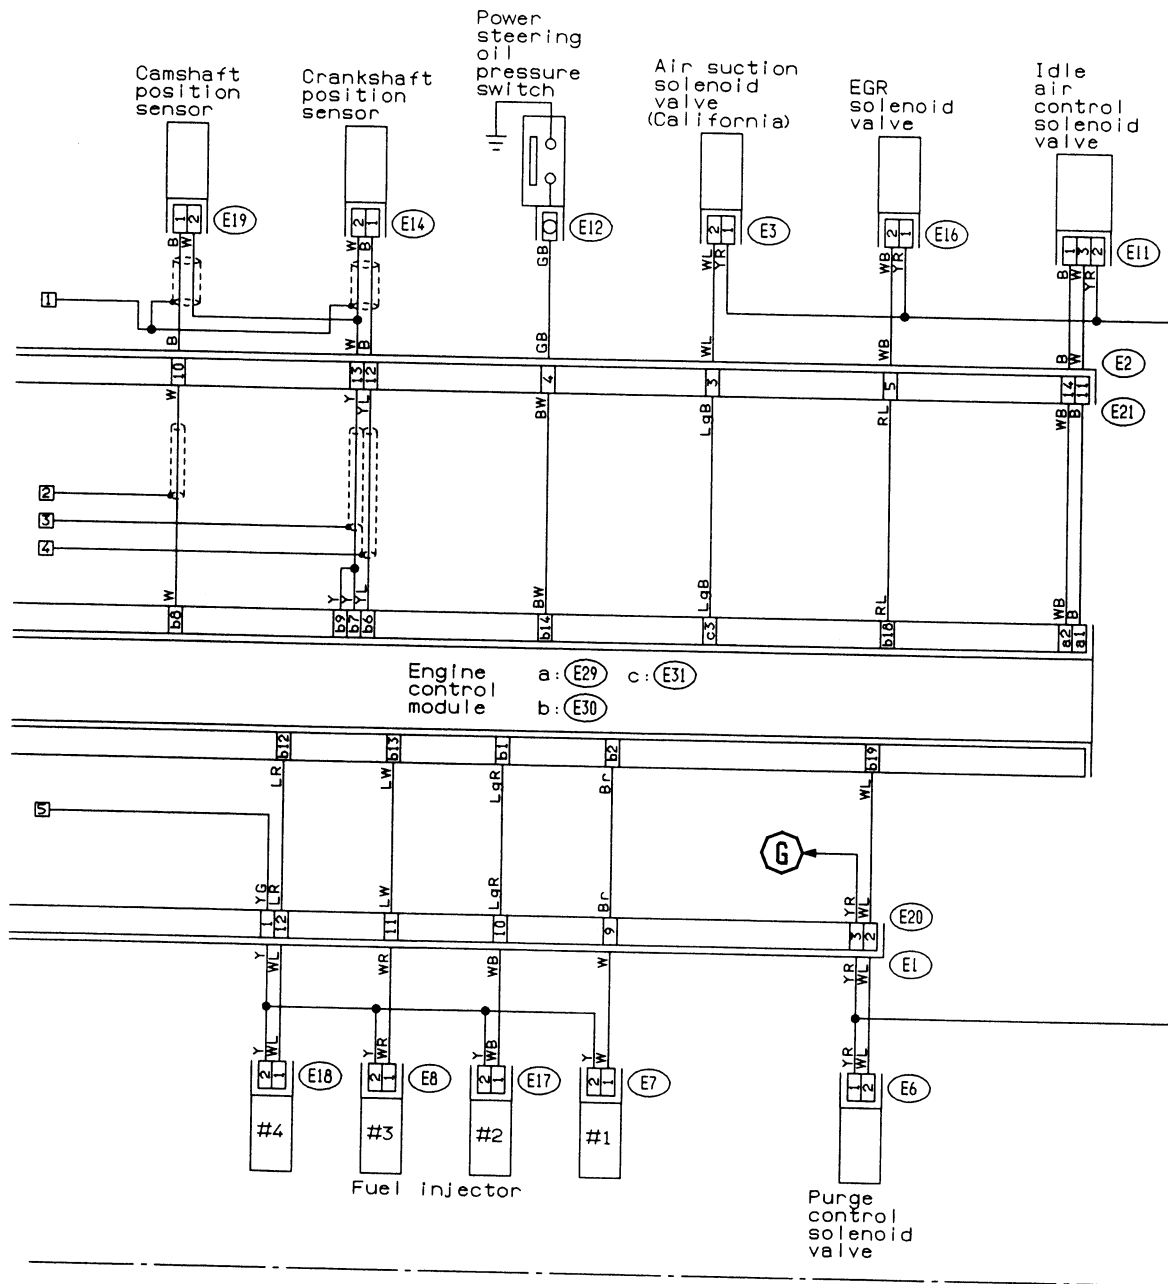 Power
steering
oil
pressure
switch
Camshaft
position
sensor
Crankshaft
position
sensor
Air suction
solenoid
valve
(California)
EGR
solenoid
valve
Idle
air
control
solenoid
valve
1 2 E19
2 1 E14
E12
2 1 E3
2 1 E16
1 3 2 E11
B W
W B
GB
WL YR
WB YR
B W YR
1
B
W B
GB
WL
WB
B W
E2
10
13 12
4
3
5
14 11
E21
W
Y YL
BW
LgB
RL
WB B
2
3
4
W
Y Y YL
BW
LgB
RL
WB B
b8
b9 b7 b6
b14
c3
b18
a2 a1
Engine
control
module
a: E29 c: E31
b: E30
b12
b13
b1
b2
b19
LR
LW
LgR
Br
WL
5
G
YG LR
LW
LgR
Br
YR WL
E20
1 12
11
10
9
3 2
E1
Y WL
WR
WB
W
YR WL
Y WL
Y WR
Y WB
Y W
YR WL
2 1 E18
2 1 E8
2 1 E17
2 1 E7
1 2 E6
#4
#3
#2
#1
Fuel injector
Purge
control
solenoid
valve